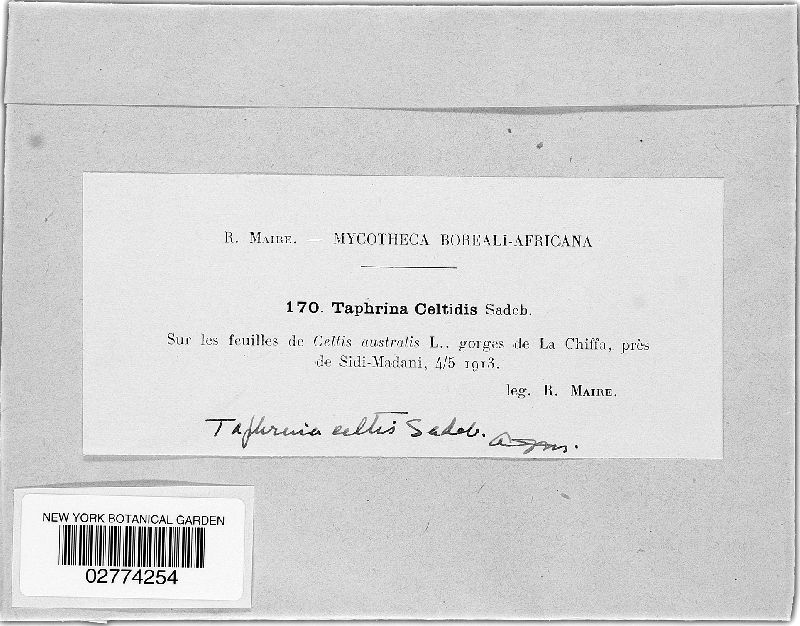 R. MAIRE. — MYCOTHECA BOREALI-AFRICANA
170. Taphrina Celtidis Sadeb.
Sur les feuilles de Celtis australis L., gorges de La Chiffa, près
de Sidi-Madani, 4/5 1913.
leg. R. MAIRE.
Taphrina celtis Sadeb.
NEW YORK BOTANICAL GARDEN
02774254